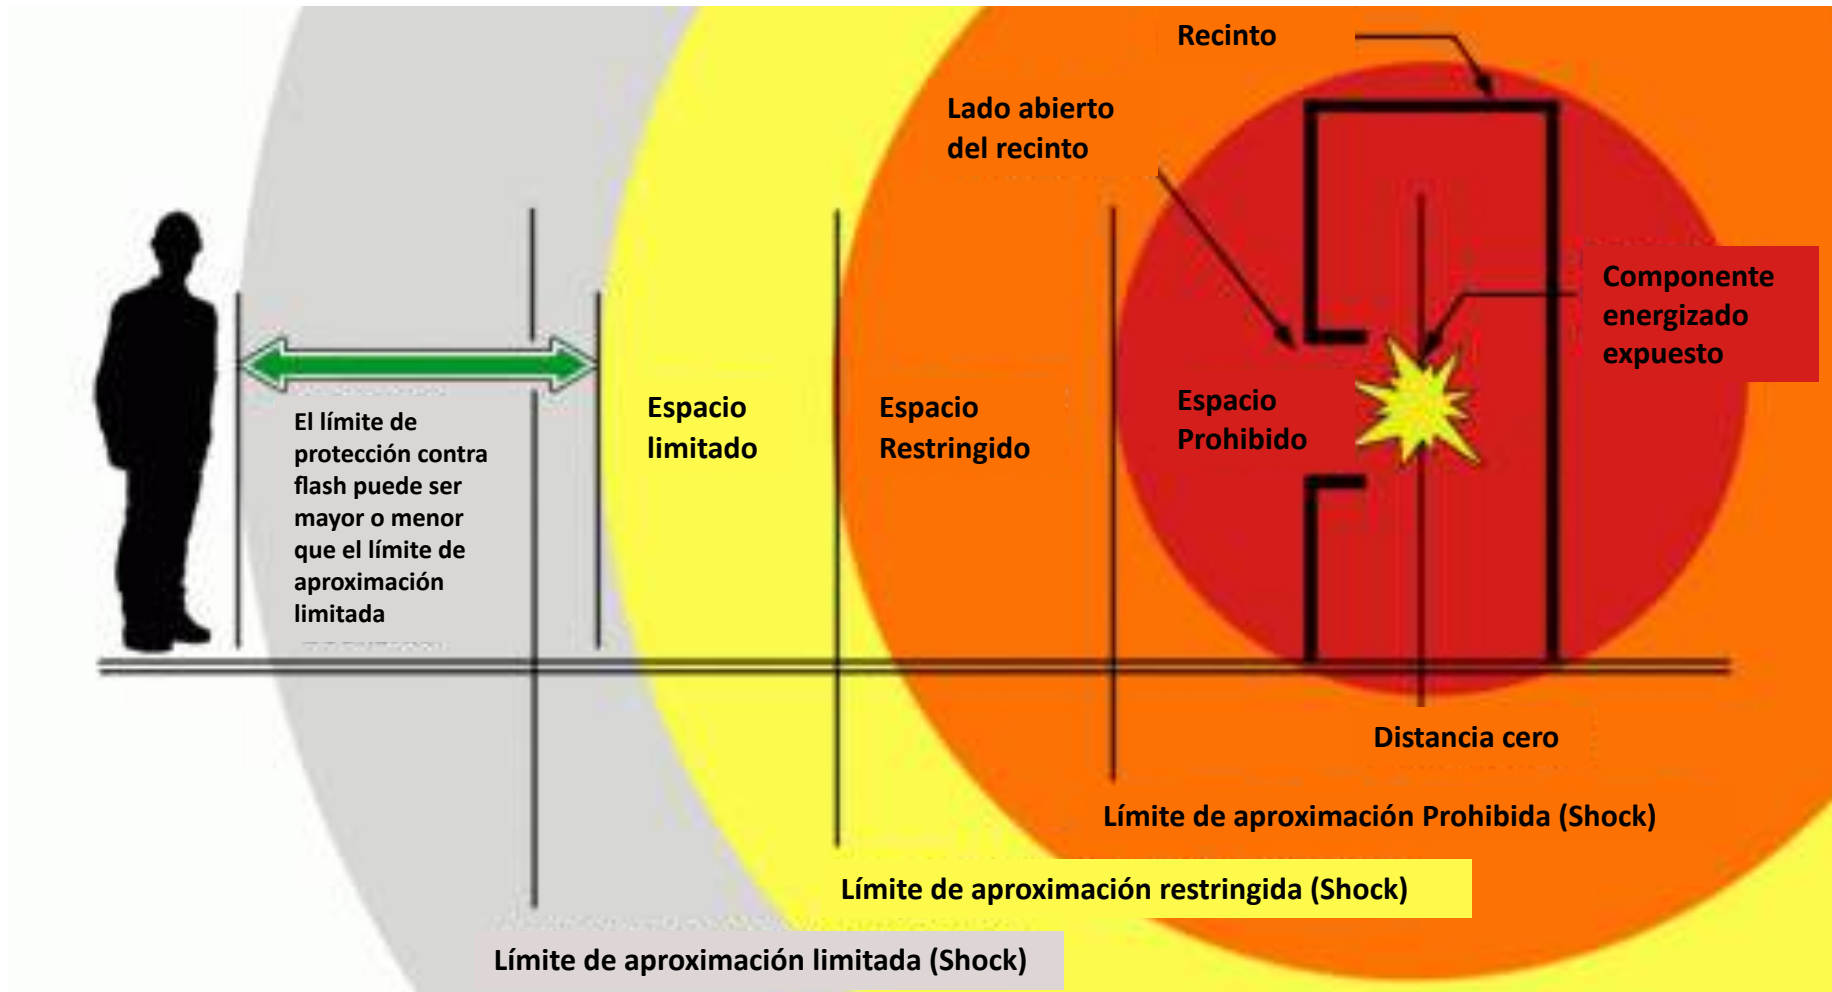 Recinto
Lado abierto
del recinto
Componente
energizado
expuesto
El límite de
protección contra
flash puede ser
mayor o menor
que el límite de
aproximación
limitada
Espacio
limitado
Espacio
Restringido
Espacio
Prohibido
Distancia cero
Límite de aproximación Prohibida (Shock)
Límite de aproximación restringida (Shock)
Límite de aproximación limitada (Shock)